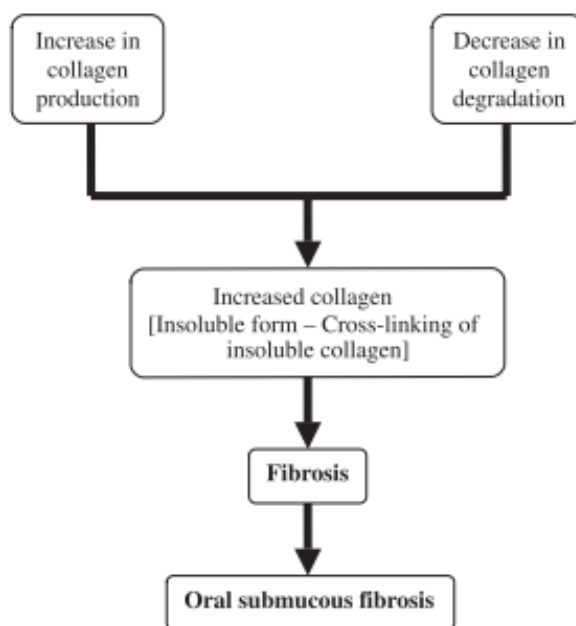 Increase in
collagen
production
Decrease in
collagen
degradation
Increased collagen
[Insoluble form – Cross-linking of
insoluble collagen]
Fibrosis
Oral submucous fibrosis